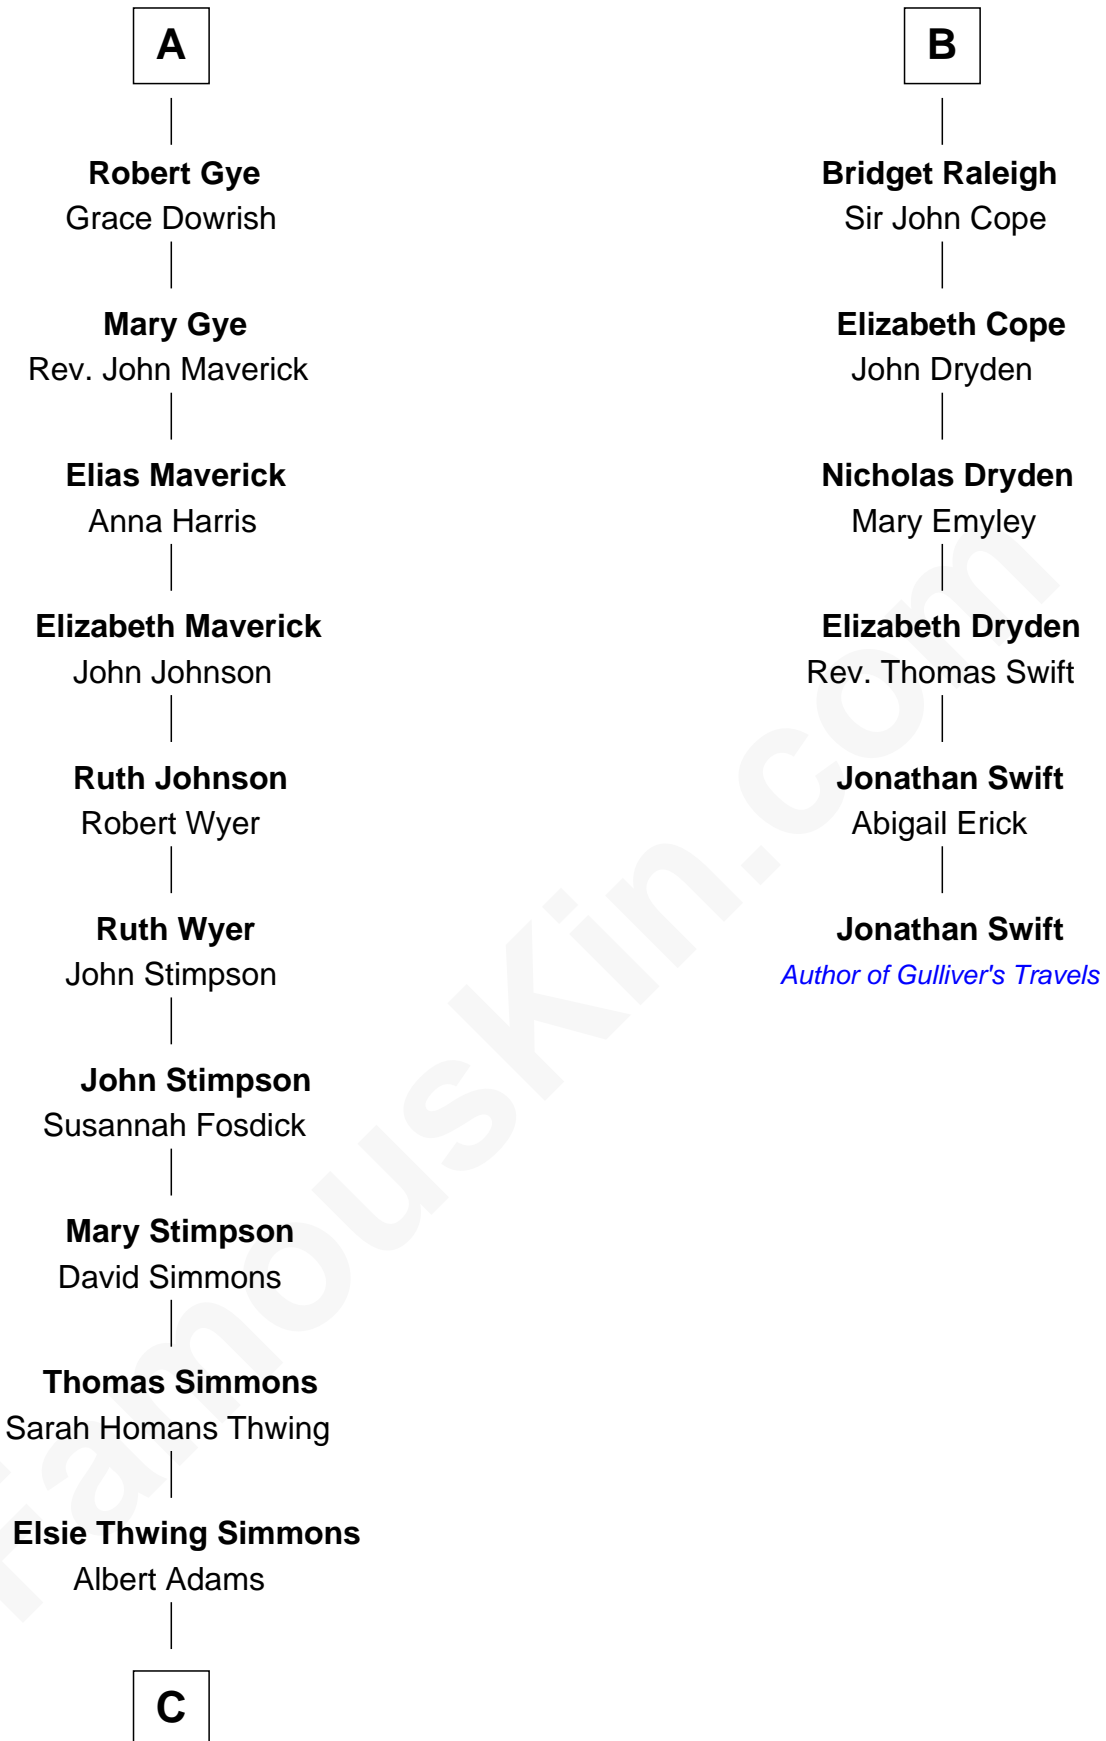 A
Robert Gye
Grace Dowrish
Mary Gye
Rev. John Maverick
Elias Maverick
Anna Harris
Elizabeth Maverick
John Johnson
Ruth Johnson
Robert Wyer
Ruth Wyer
John Stimpson
John Stimpson
Susannah Fosdick
Mary Stimpson
David Simmons
Thomas Simmons
Sarah Homans Thwing
Elsie Thwing Simmons
Albert Adams
C
B
Bridget Raleigh
Sir John Cope
Elizabeth Cope
John Dryden
Nicholas Dryden
Mary Emyley
Elizabeth Dryden
Rev. Thomas Swift
Jonathan Swift
Abigail Erick
Jonathan Swift
Author of Gulliver's Travels
FamousKin.com